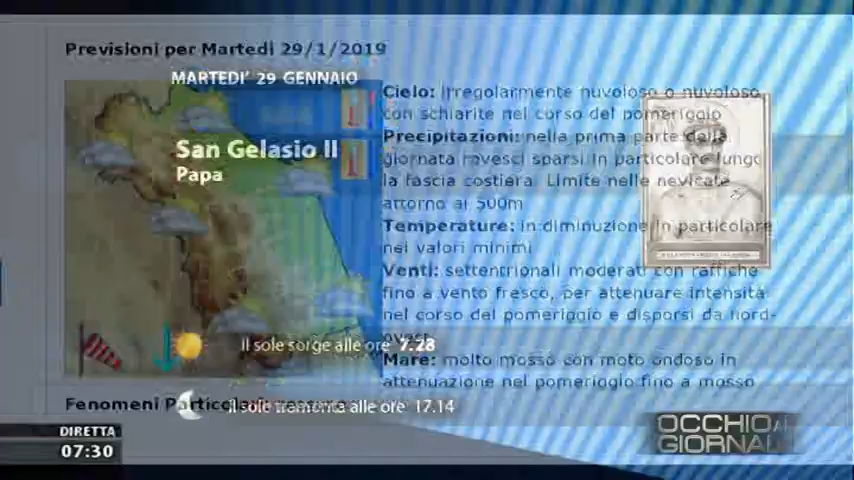 Previsioni per Martedì 29/1/2019
MARTEDI' 29 GENNAIO
San Gelasio II
Papa
Cielo: irregolarmente nuvoloso o nuvoloso
con schiarite nel corso del pomeriggio
Precipitazioni: nella prima parte della
giornata rovesci sparsi in particolare lungo
la fascia costiera. Limite nelle nevicate
attorno ai 500m
Temperature: in diminuzione in particolare
nei valori minimi
Venti: settentrionali moderati con raffiche
fino a vento fresco, per attenuare intensità
nel corso del pomeriggio e disporsi da nord-
ovest
Mare: molto mosso con moto ondoso in
attenuazione nel pomeriggio fino a mosso
Il sole sorge alle ore 7.28
Fenomeni Particolari:
Il sole tramonta alle ore 17.14
DIRETTA
07:30
OCCHIO AI
GIORNALI